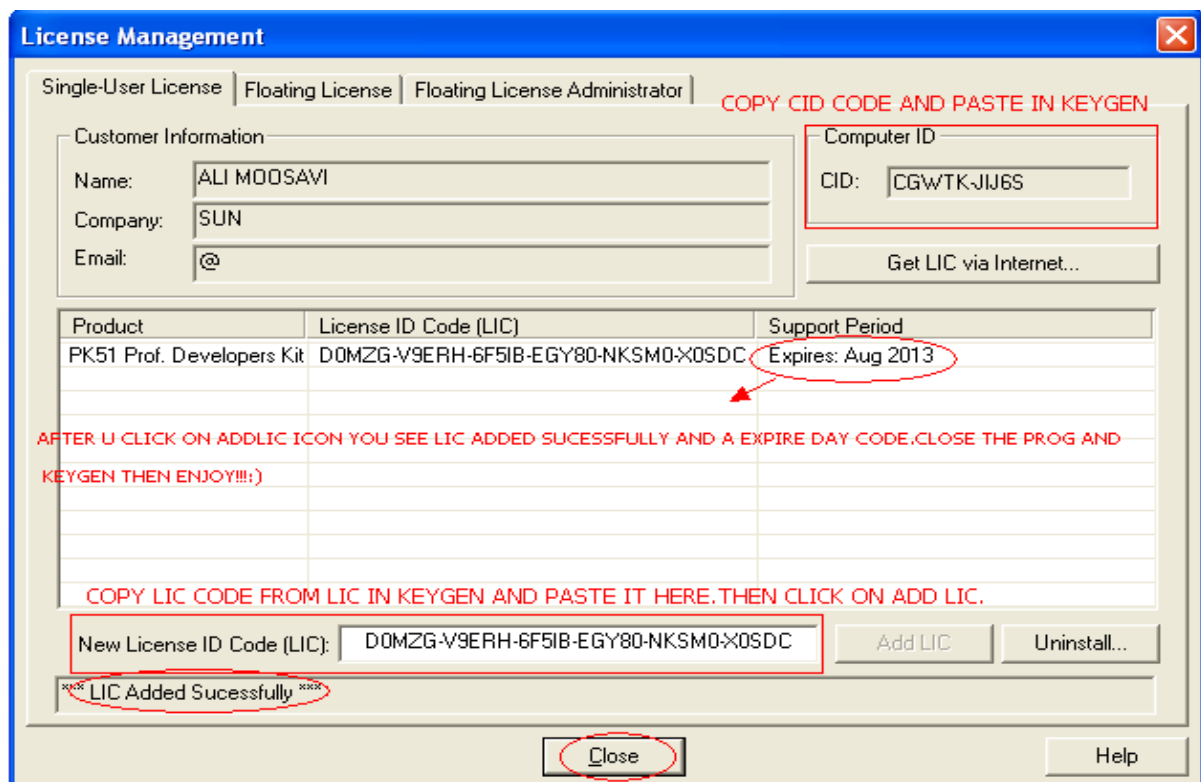 License Management
Single-User License
Floating License
Floating License Administrator
COPY CID CODE AND PASTE IN KEYGEN
Customer Information
Name: ALI MOOSAVI
Company: SUN
Email: @
Computer ID
CID: CGWTK-JIJ6S
Get LIC via Internet...
Product License ID Code (LIC) Support Period
PK51 Prof. Developers Kit D0MZG-V9ERH-6F5IB-EGY80-NKSM0-X0SDC Expires: Aug 2013
AFTER U CLICK ON ADDLIC ICON YOU SEE LIC ADDED SUCESSFULLY AND A EXPIRE DAY CODE.CLOSE THE PROG AND
KEYGEN THEN ENJOY!!!:)
COPY LIC CODE FROM LIC IN KEYGEN AND PASTE IT HERE.THEN CLICK ON ADD LIC.
New License ID Code (LIC): D0MZG-V9ERH-6F5IB-EGY80-NKSM0-X0SDC Add LIC Uninstall...
*** LIC Added Sucessfully ***
Close
Help